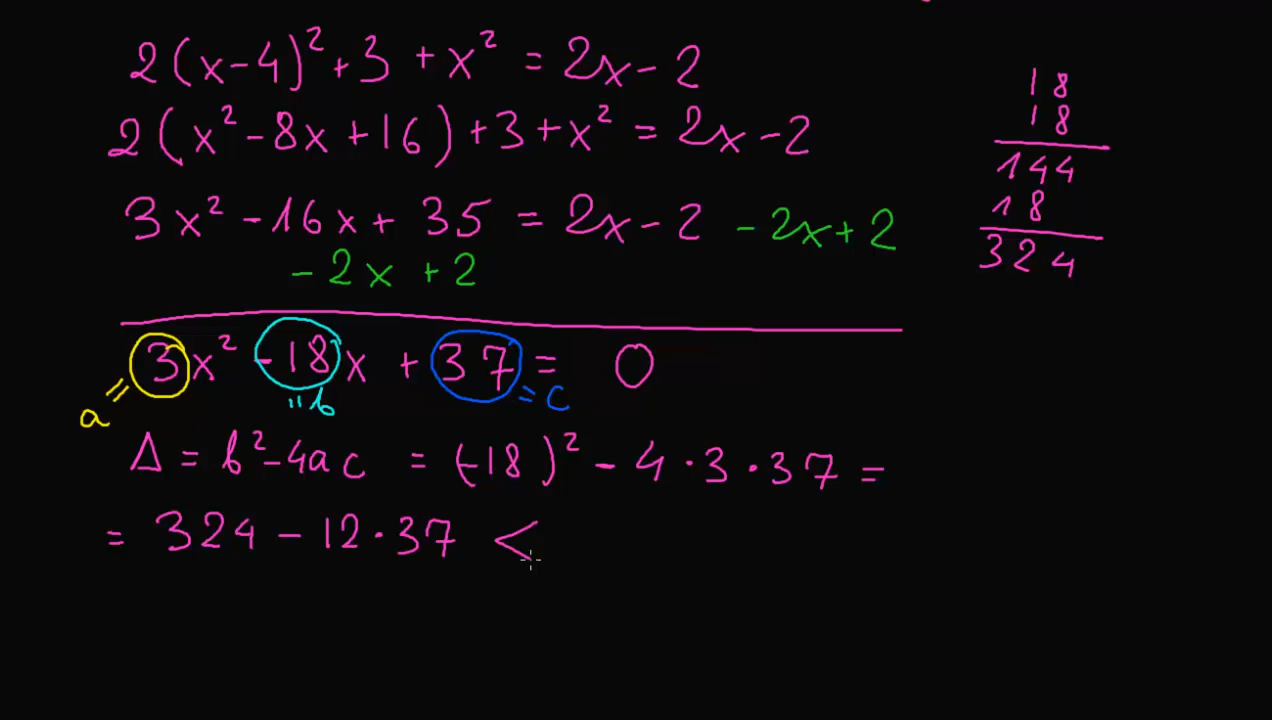 2(x-4)² + 3 + x² = 2x - 2
2(x² - 8x + 16) + 3 + x² = 2x - 2
3x² - 16x + 35 = 2x - 2 - 2x + 2
- 2x + 2
3x² - 18x + 37 = 0
a = "b = c
Δ = b² - 4ac = (-18)² - 4·3·37 =
= 324 - 12·37 <
18
18
144
18
324